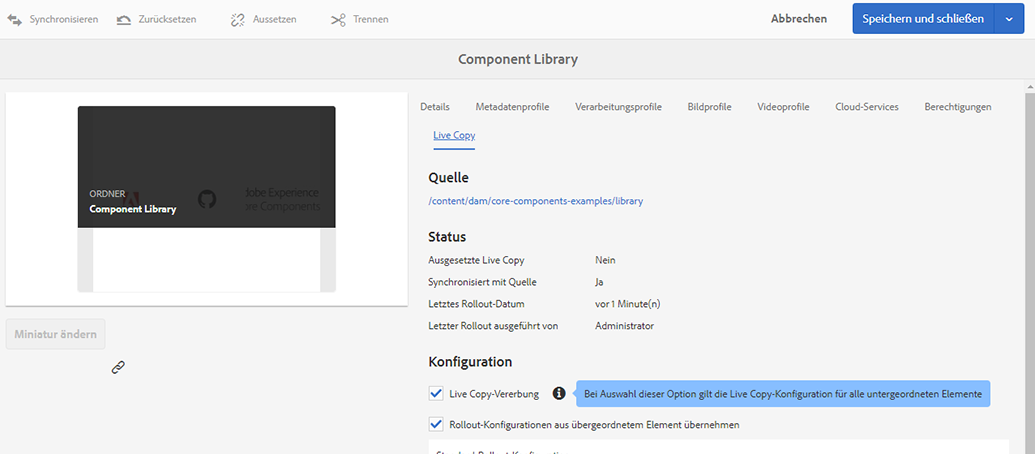 Synchronisieren Zurücksetzen Aussetzen Trennen Abbrechen Speichern und schließen
Component Library
Details Metadatenprofile Verarbeitungsprofile Bildprofile Videoprofile Cloud-Services Berechtigungen
Live Copy
ORDNER
Component Library
Experience
Components
Miniatur ändern
Quelle
/content/dam/core-components-examples/library
Status
Ausgesetzte Live Copy Nein
Synchronisiert mit Quelle Ja
Letztes Rollout-Datum vor 1 Minute(n)
Letzter Rollout ausgeführt von Administrator
Konfiguration
Live Copy-Vererbung Bei Auswahl dieser Option gilt die Live Copy-Konfiguration für alle untergeordneten Elemente
Rollout-Konfigurationen aus übergeordnetem Element übernehmen